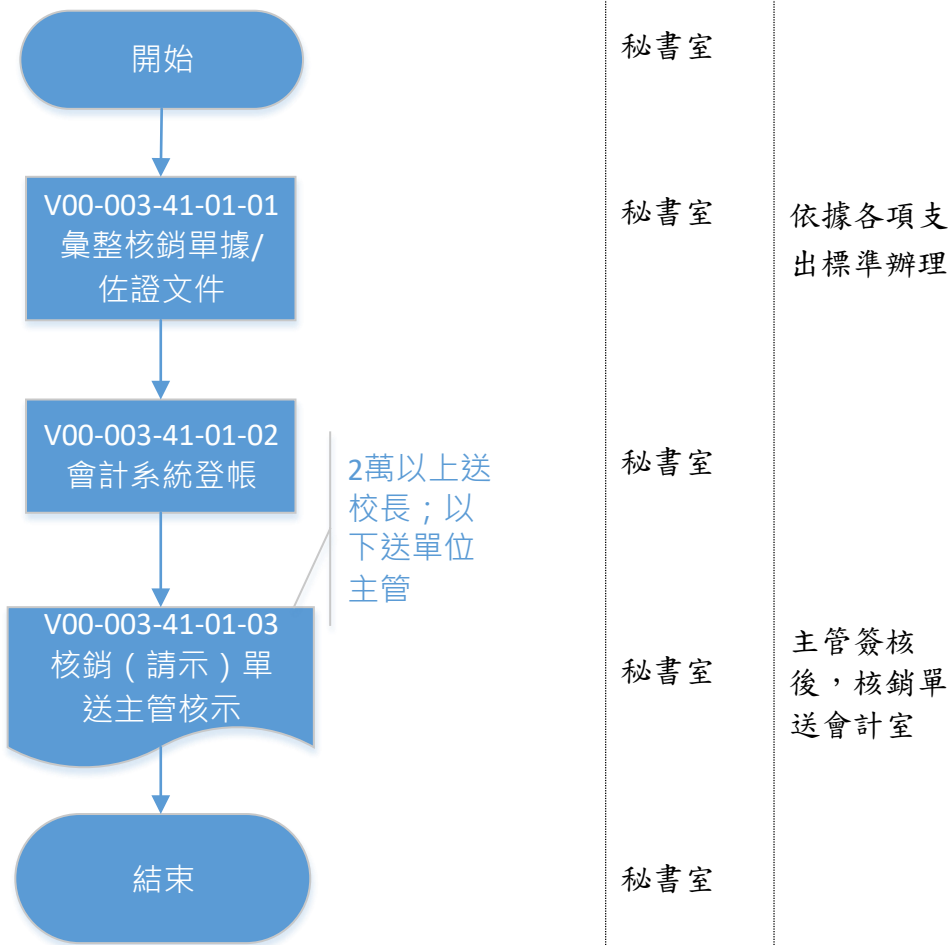 開始
秘書室
V00-003-41-01-01
彙整核銷單據/
佐證文件
秘書室
依據各項支
出標準辦理
V00-003-41-01-02
會計系統登帳
秘書室
2萬以上送
校長；以
下送單位
主管
V00-003-41-01-03
核銷（請示）單
送主管核示
秘書室
主管簽核
後，核銷單
送會計室
結束
秘書室